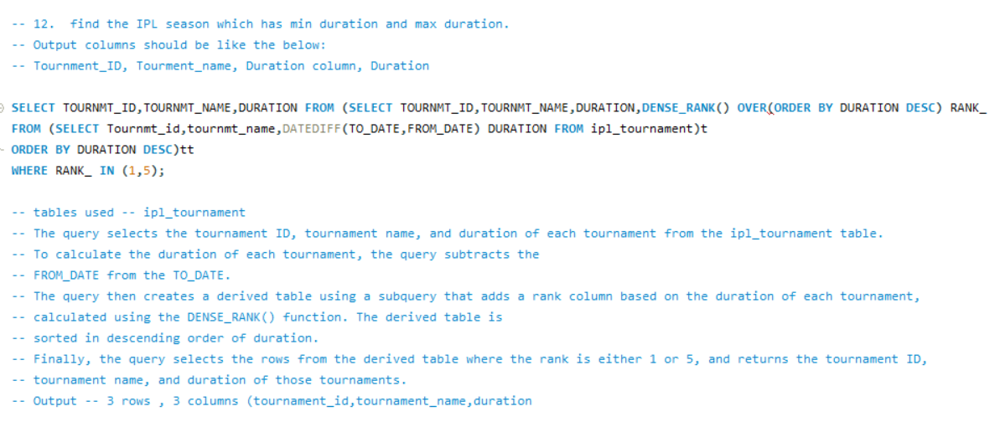 -- 12.  find the IPL season which has min duration and max duration.
-- Output columns should be like the below:
-- Tournment_ID, Tourment_name, Duration column, Duration
SELECT TOURNMT_ID,TOURNMT_NAME,DURATION FROM (SELECT TOURNMT_ID,TOURNMT_NAME,DURATION,DENSE_RANK() OVER(ORDER BY DURATION DESC) RANK_
FROM (SELECT Tournmt_id,tournmt_name,DATEDIFF(TO_DATE,FROM_DATE) DURATION FROM ipl_tournament)t
ORDER BY DURATION DESC)tt
WHERE RANK_ IN (1,5);
-- tables used -- ipl_tournament
-- The query selects the tournament ID, tournament name, and duration of each tournament from the ipl_tournament table.
-- To calculate the duration of each tournament, the query subtracts the
-- FROM_DATE from the TO_DATE.
-- The query then creates a derived table using a subquery that adds a rank column based on the duration of each tournament,
-- calculated using the DENSE_RANK() function. The derived table is
-- sorted in descending order of duration.
-- Finally, the query selects the rows from the derived table where the rank is either 1 or 5, and returns the tournament ID,
-- tournament name, and duration of those tournaments.
-- Output -- 3 rows , 3 columns (tournament_id,tournament_name,duration